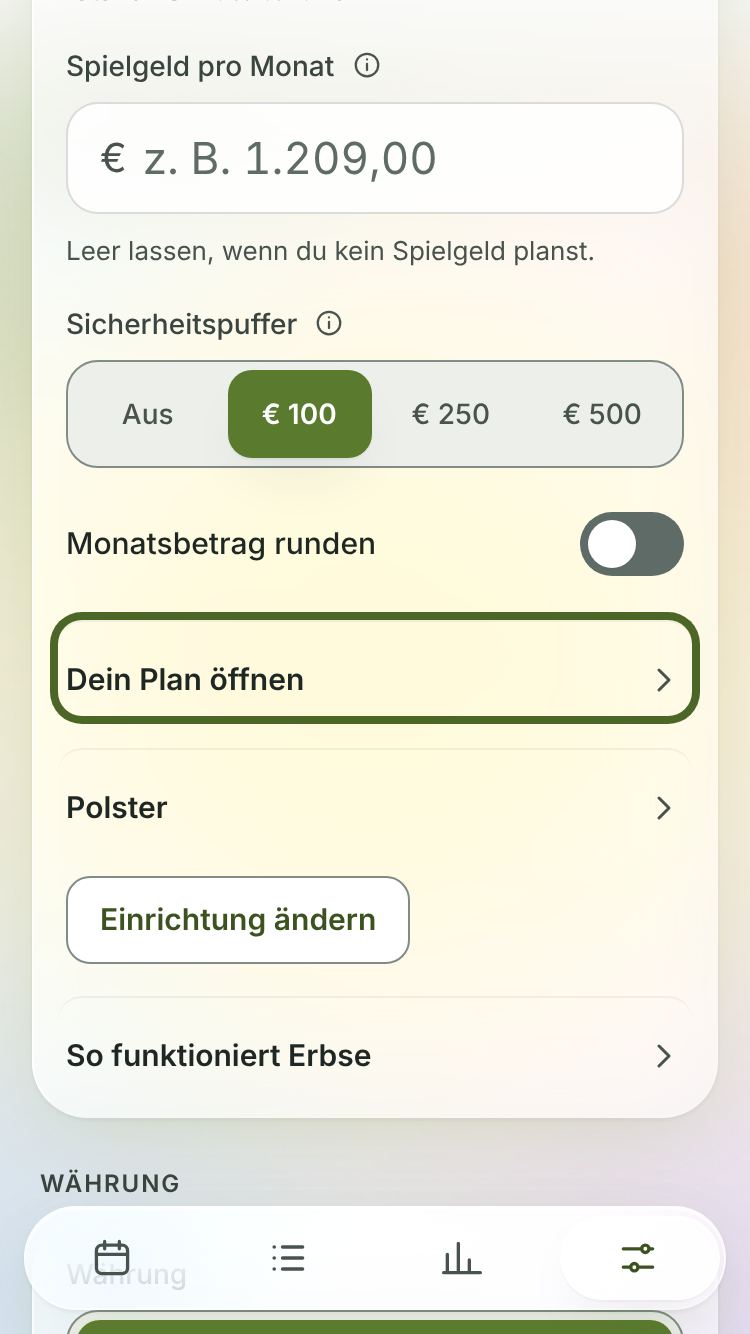 Spielgeld pro Monat
€ z. B. 1.209,00
Leer lassen, wenn du kein Spielgeld planst.
Sicherheitspuffer
Aus
€ 100
€ 250
€ 500
Monatsbetrag runden
Dein Plan öffnen
Polster
Einrichtung ändern
So funktioniert Erbse
WÄHRUNG
Währung